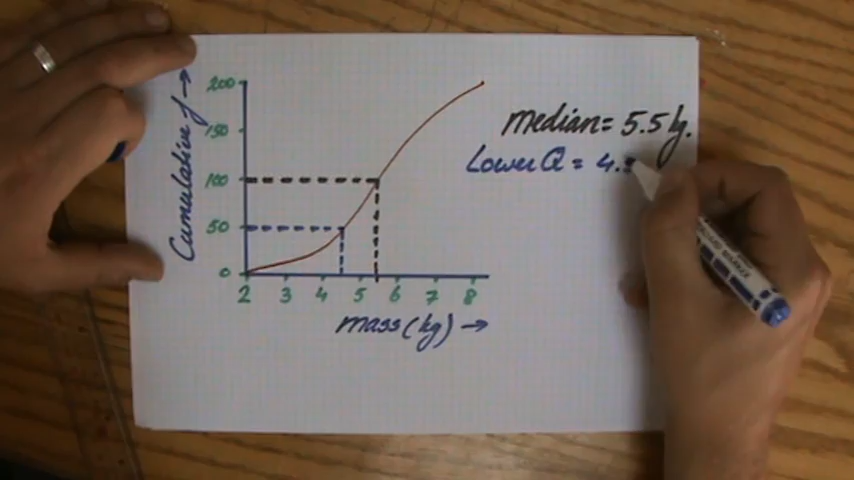 Cumulative f →
200
150
100
50
0
2 3 4 5 6 7 8
mass (kg) →
Median = 5.5 kg.
Lower Q = 4.